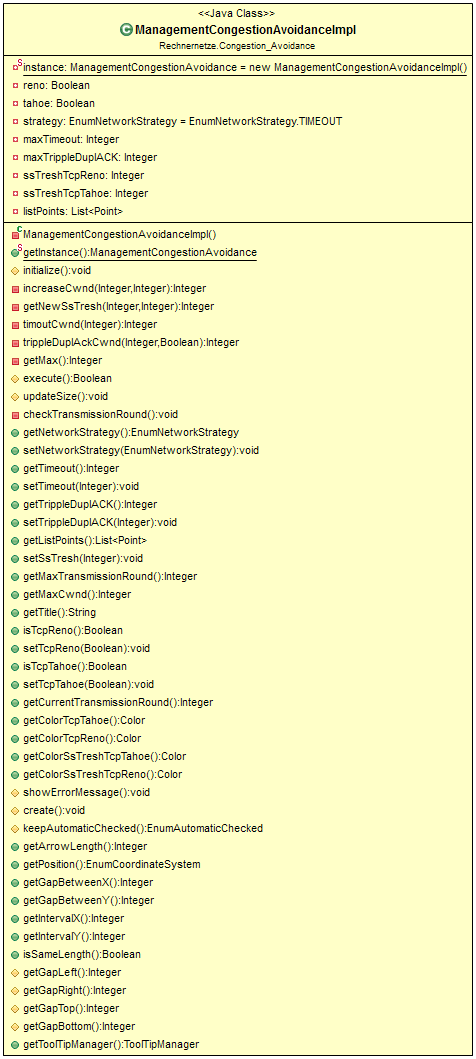 <<Java Class>>
ManagementCongestionAvoidanceImpl
Rechnernetze.Congestion_Avoidance
instance: ManagementCongestionAvoidance = new ManagementCongestionAvoidanceImpl()
reno: Boolean
tahoe: Boolean
strategy: EnumNetworkStrategy = EnumNetworkStrategy.TIMEOUT
maxTimeout: Integer
maxTrippleDuplACK: Integer
ssTreshTcpReno: Integer
ssTreshTcpTahoe: Integer
listPoints: List<Point>
ManagementCongestionAvoidanceImpl()
getInstance():ManagementCongestionAvoidance
initialize():void
increaseCwnd(Integer,Integer):Integer
getNewSsTresh(Integer,Integer):Integer
timoutCwnd(Integer):Integer
trippleDuplAckCwnd(Integer,Boolean):Integer
getMax():Integer
execute():Boolean
updateSize():void
checkTransmissionRound():void
getNetworkStrategy():EnumNetworkStrategy
setNetworkStrategy(EnumNetworkStrategy):void
getTimeout():Integer
setTimeout(Integer):void
getTrippleDuplACK():Integer
setTrippleDuplACK(Integer):void
getListPoints():List<Point>
setSsTresh(Integer):void
getMaxTransmissionRound():Integer
getMaxCwnd():Integer
getTitle():String
isTcpReno():Boolean
setTcpReno(Boolean):void
isTcpTahoe():Boolean
setTcpTahoe(Boolean):void
getCurrentTransmissionRound():Integer
getColorTcpTahoe():Color
getColorTcpReno():Color
getColorSsTreshTcpTahoe():Color
getColorSsTreshTcpReno():Color
showErrorMessage():void
create():void
keepAutomaticChecked():EnumAutomaticChecked
getArrowLength():Integer
getPosition():EnumCoordinateSystem
getGapBetweenX():Integer
getGapBetweenY():Integer
getIntervalX():Integer
getIntervalY():Integer
isSameLength():Boolean
getGapLeft():Integer
getGapRight():Integer
getGapTop():Integer
getGapBottom():Integer
getToolTipManager():ToolTipManager